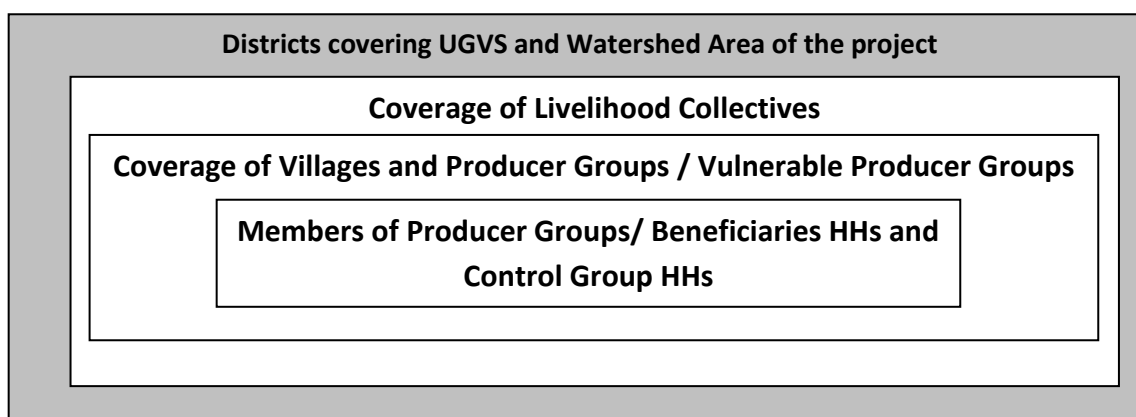 Districts covering UGVS and Watershed Area of the project
Coverage of Livelihood Collectives
Coverage of Villages and Producer Groups / Vulnerable Producer Groups
Members of Producer Groups/ Beneficiaries HHs and
Control Group HHs